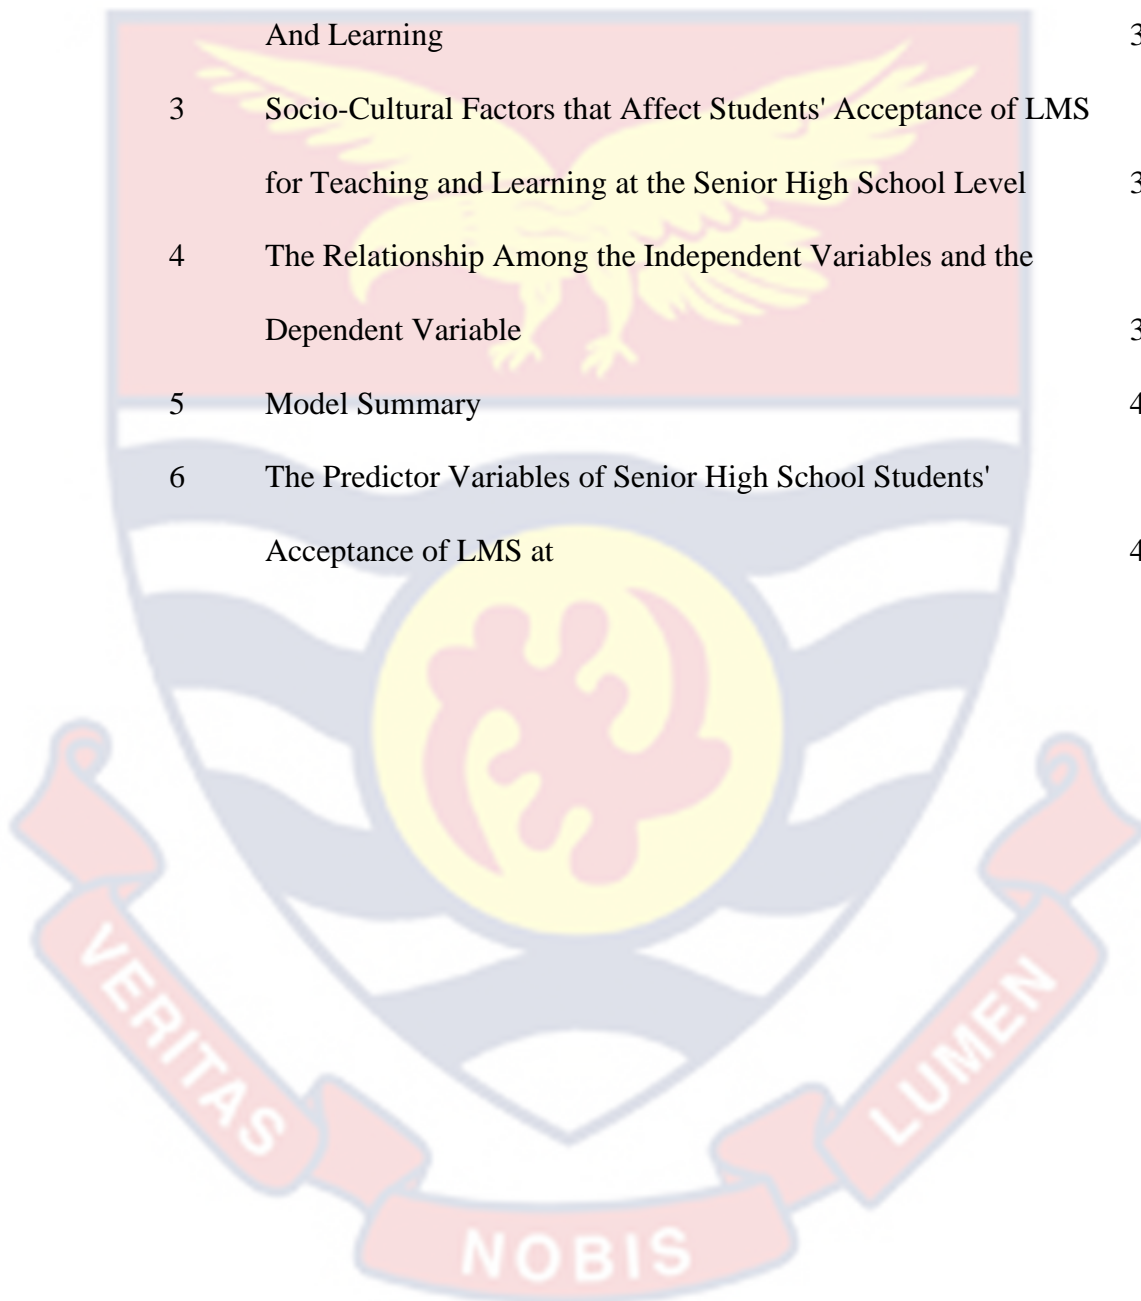 And Learning 3
3 Socio-Cultural Factors that Affect Students' Acceptance of LMS
for Teaching and Learning at the Senior High School Level 3
4 The Relationship Among the Independent Variables and the
Dependent Variable 3
5 Model Summary 4
6 The Predictor Variables of Senior High School Students'
Acceptance of LMS at 4
VERITAS
NOBIS
LUMEN